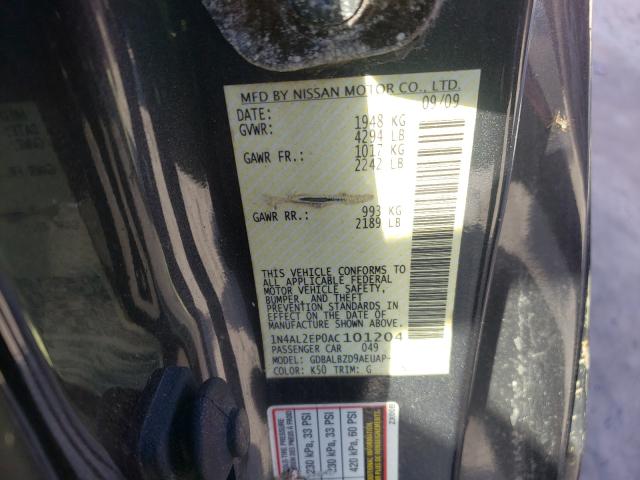 MFD BY NISSAN MOTOR CO., LTD.
DATE: 09/09
GVWR: 1948 KG
4294 LB
GAWR FR.: 1017 KG
2242 LB
GAWR RR.: 993 KG
2189 LB
THIS VEHICLE CONFORMS TO
ALL APPLICABLE FEDERAL
MOTOR VEHICLE SAFETY,
BUMPER, AND THEFT
PREVENTION STANDARDS IN
EFFECT ON THE DATE OF
MANUFACTURE SHOWN ABOVE.
1N4AL2EP0AC101204
PASSENGER CAR 049
MODEL: GDBALBZD9AEUAP-
COLOR: K50 TRIM: G
230 kPa, 33 PSI
230 kPa, 33 PSI
420 kPa, 60 PSI